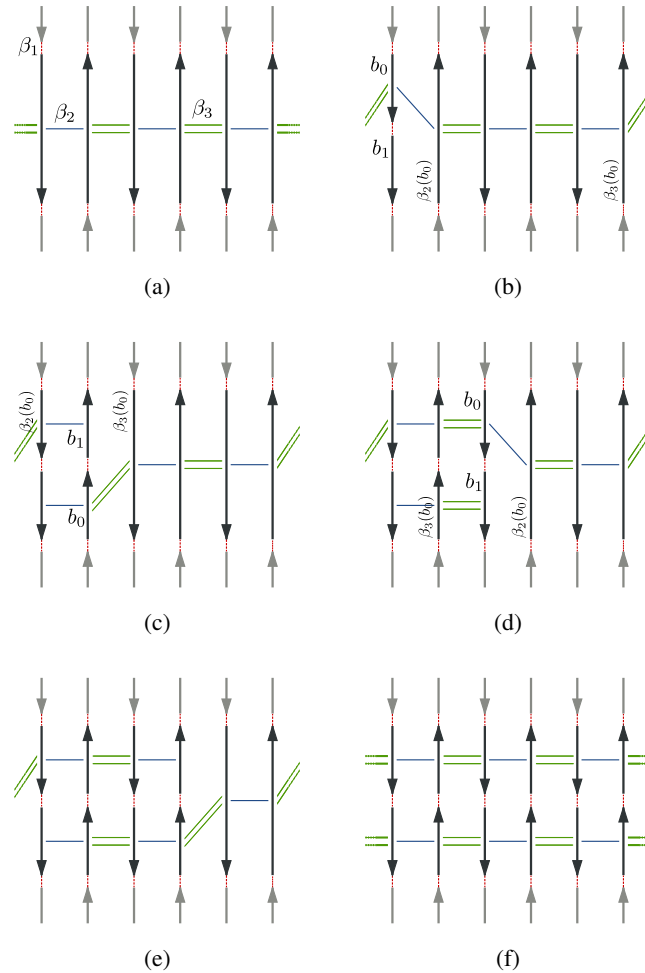 β₁
β₂
β₃
(a)
b₀
b₁
β₂(b₀)
β₃(b₀)
(b)
β₂(b₀)
b₁
b₀
β₃(b₀)
(c)
b₀
b₁
β₃(b₀)
β₂(b₀)
(d)
(e)
(f)